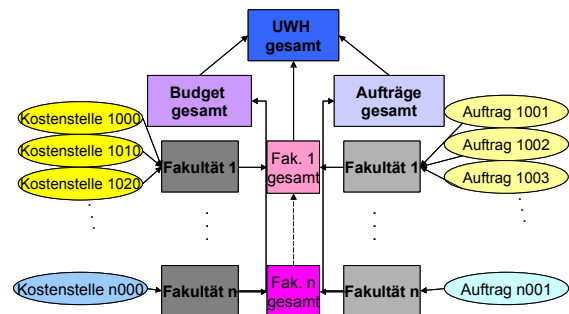 UWH
gesamt
Budget
gesamt
Aufträge
gesamt
Kostenstelle 1000
Kostenstelle 1010
Kostenstelle 1020
Fakultät 1
Fak. 1
gesamt
Fakultät 1
Auftrag 1001
Auftrag 1002
Auftrag 1003
Kostenstelle n000
Fakultät n
Fak. n
gesamt
Fakultät n
Auftrag n001